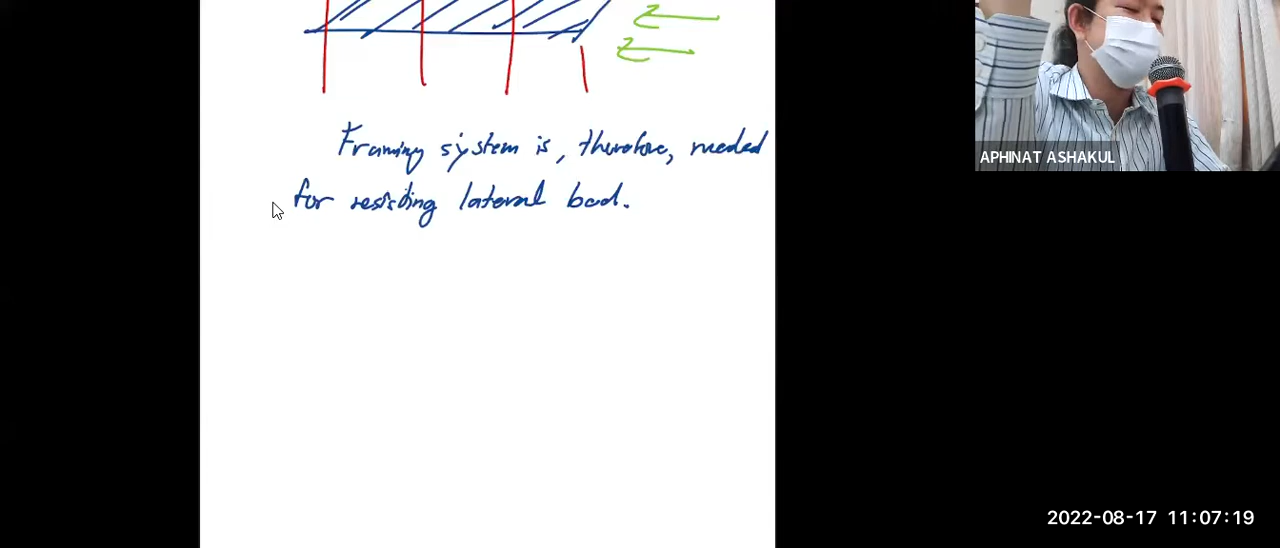 Framing system is, therefore, needed
for resisting lateral load.
APHINAT ASHAKUL
2022-08-17 11:07:19